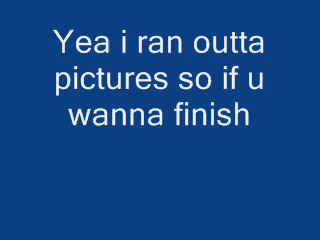 Yea i ran outta
pictures so if u
wanna finish